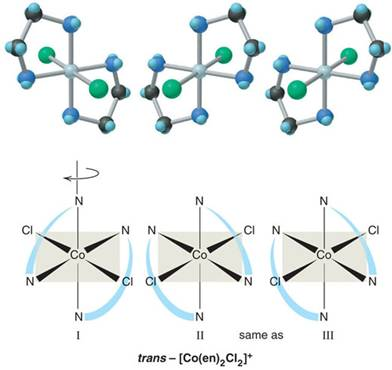 N N N
Cl N N Cl N Cl
Co Co Co
N Cl Cl N Cl N
N N N
I II same as III
trans – [Co(en)₂Cl₂]⁺